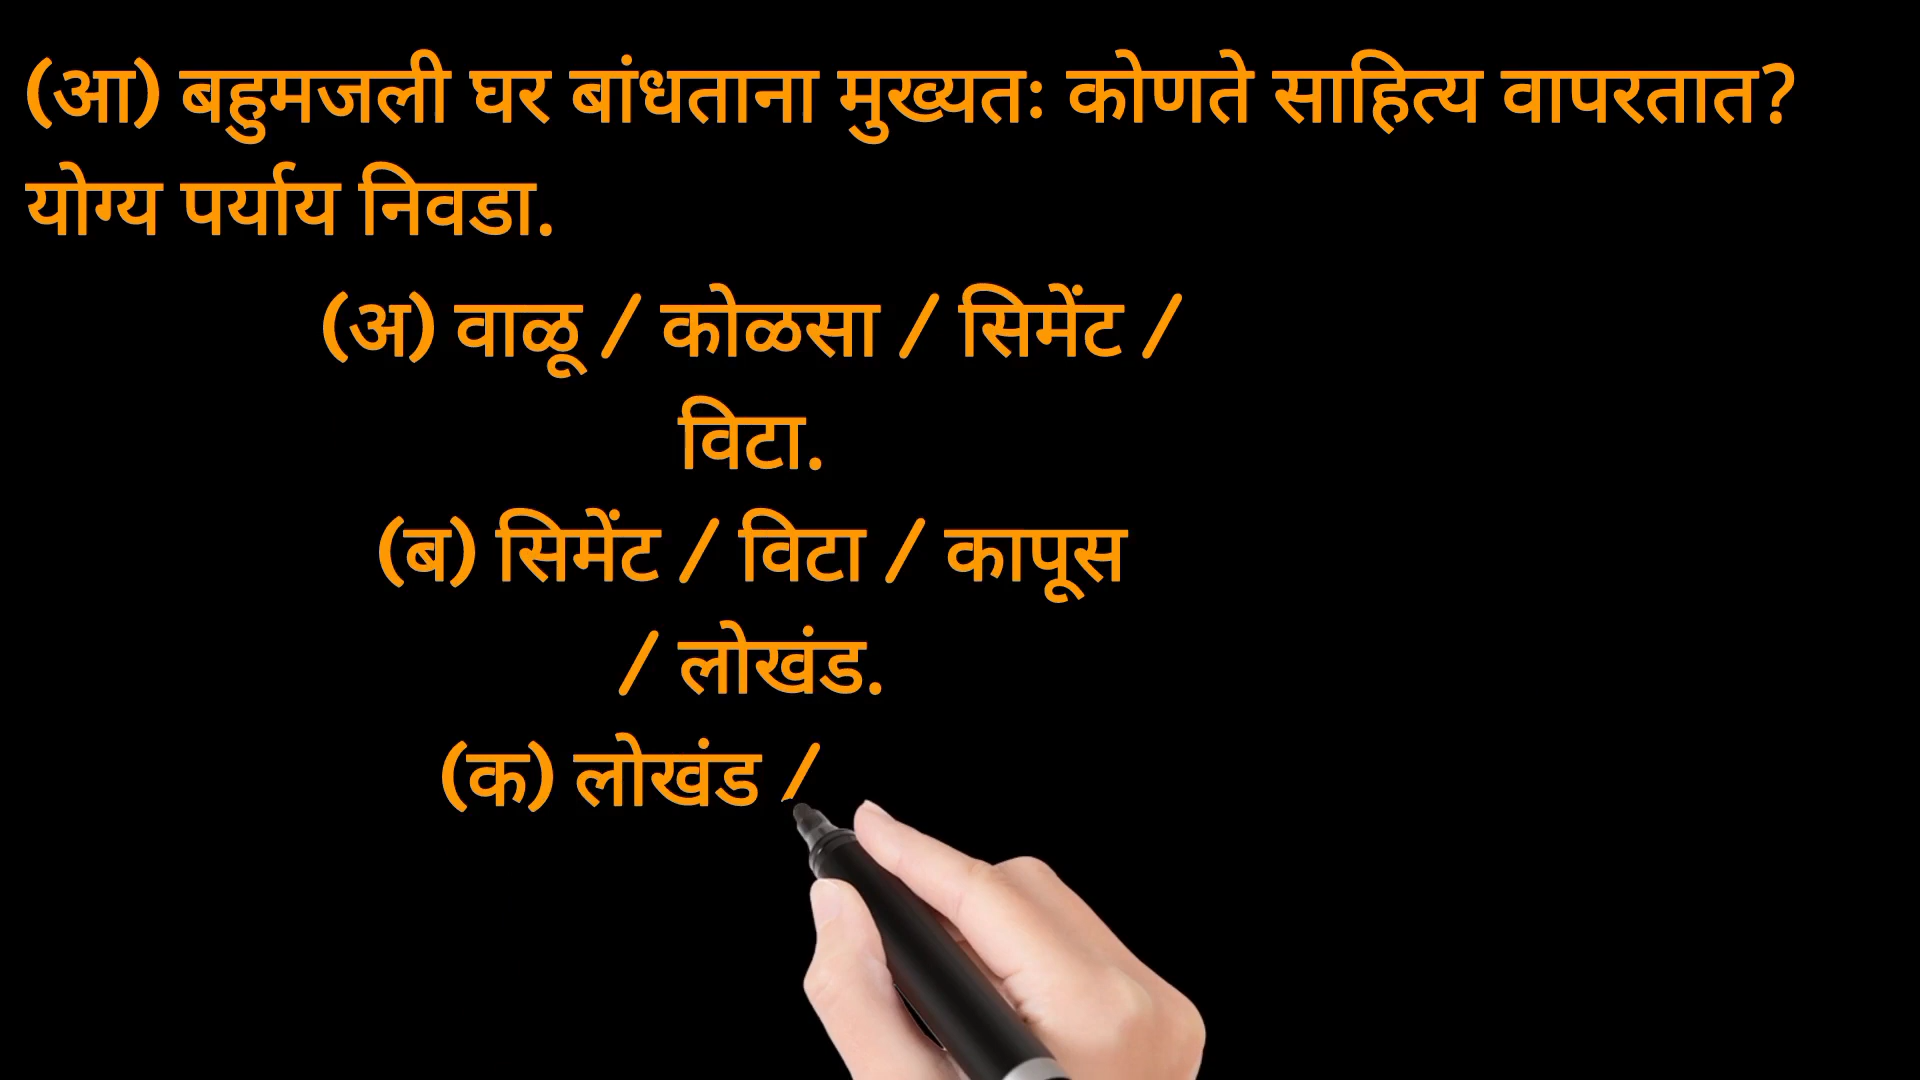 (आ) बहुमजली घर बांधताना मुख्यतः कोणते साहित्य वापरतात?
योग्य पर्याय निवडा.
(अ) वाळू / कोळसा / सिमेंट /
विटा.
(ब) सिमेंट / विटा / कापूस
/ लोखंड.
(क) लोखंड /